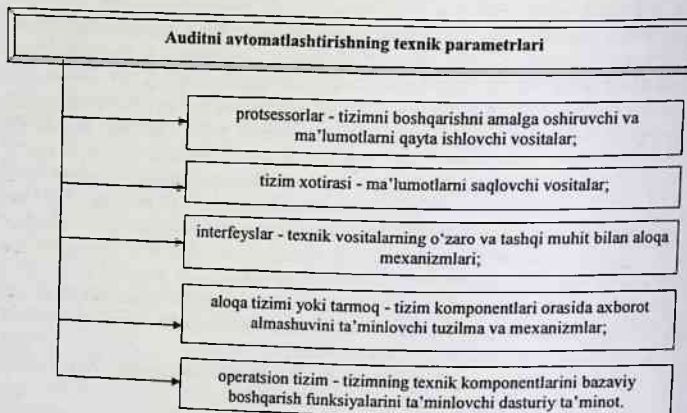 Auditni avtomatlashtirishning texnik parametrlari
protsessorlar - tizimni boshqarishni amalga oshiruvchi va
ma’lumotlarni qayta ishlovchi vositalar;
tizim xotirasi - ma’lumotlarni saqlovchi vositalar;
interfeyslar - texnik vositalarning o‘zaro va tashqi muhit bilan aloqa
mexanizmlari;
aloqa tizimi yoki tarmoq - tizim komponentlari orasida axborot
almashuvini ta’minlovchi tuzilma va mexanizmlar;
operatsion tizim - tizimning texnik komponentlarini bazaviy
boshqarish funksiyalarini ta’minlovchi dasturiy ta’minot.